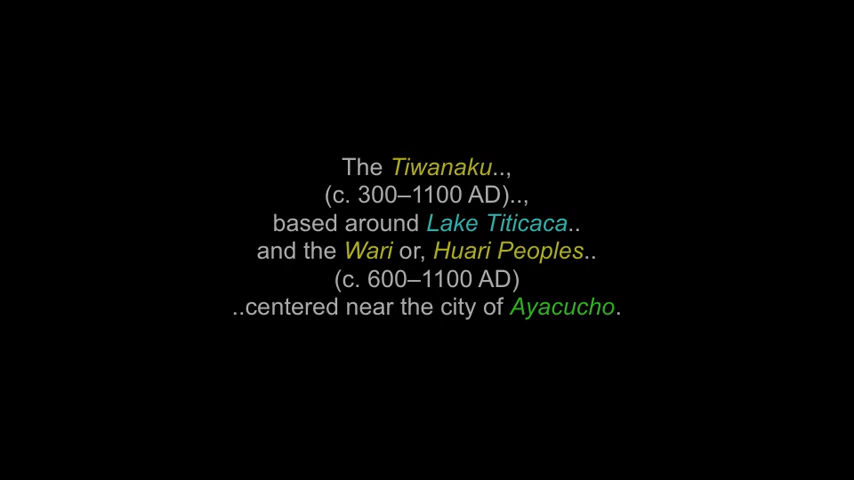 The Tiwanaku..,
(c. 300–1100 AD)..,
based around Lake Titicaca..
and the Wari or, Huari Peoples..
(c. 600–1100 AD)
..centered near the city of Ayacucho.